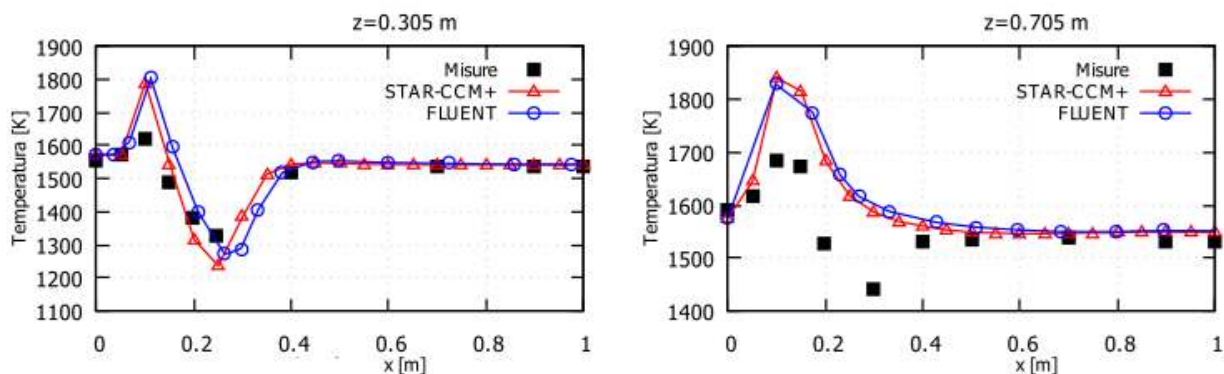 z=0.305 m
Temperatura [K]
1900
1800
1700
1600
1500
1400
1300
1200
1100
Misure
STAR-CCM+
FLUENT
0 0.2 0.4 0.6 0.8 1
x [m]
z=0.705 m
Temperatura [K]
1900
1800
1700
1600
1500
1400
Misure
STAR-CCM+
FLUENT
0 0.2 0.4 0.6 0.8 1
x [m]